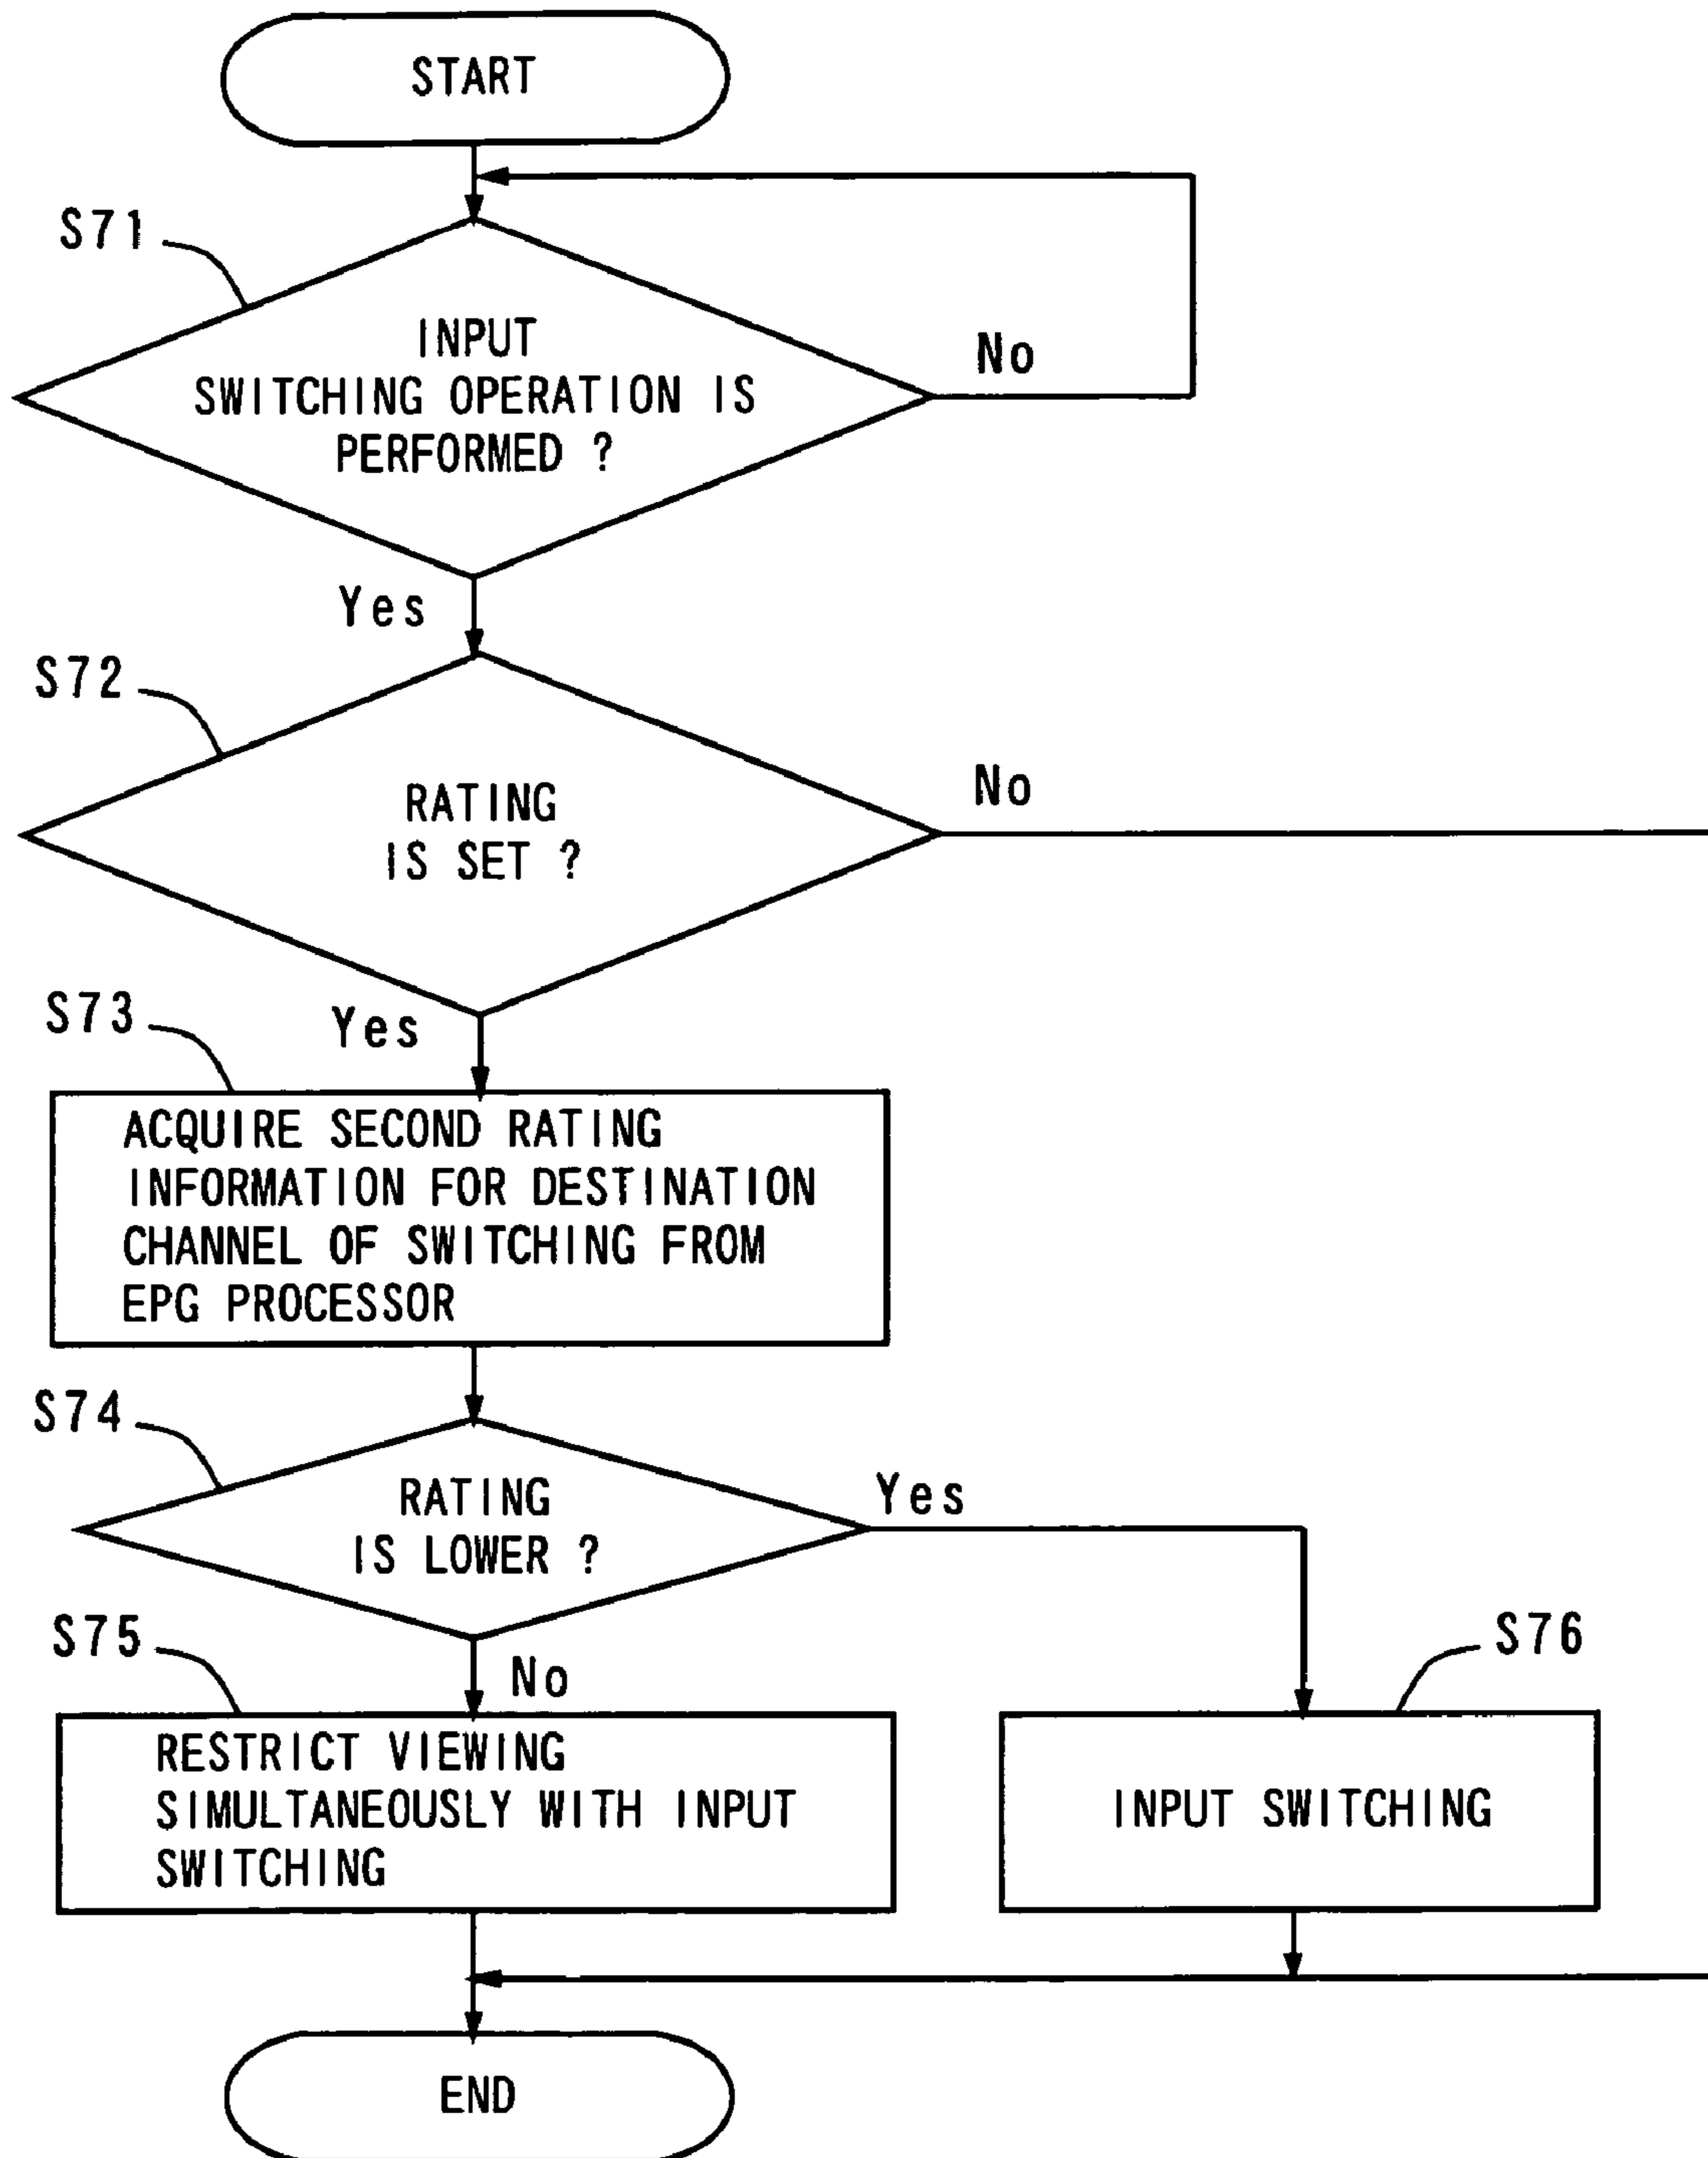 START
S71
INPUT
SWITCHING OPERATION IS
PERFORMED ?
No
Yes
S72
RATING
IS SET ?
No
Yes
S73
ACQUIRE SECOND RATING
INFORMATION FOR DESTINATION
CHANNEL OF SWITCHING FROM
EPG PROCESSOR
S74
RATING
IS LOWER ?
Yes
No
S75
RESTRICT VIEWING
SIMULTANEOUSLY WITH INPUT
SWITCHING
S76
INPUT SWITCHING
END